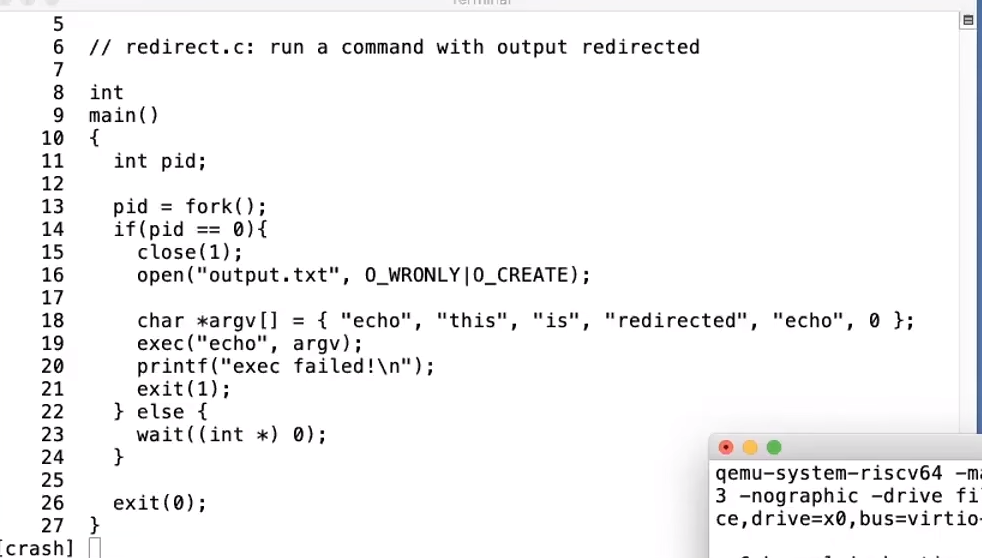 Terminal
5
6 // redirect.c: run a command with output redirected
7
8 int
9 main()
10 {
11 int pid;
12
13 pid = fork();
14 if(pid == 0){
15 close(1);
16 open("output.txt", O_WRONLY|O_CREATE);
17
18 char *argv[] = { "echo", "this", "is", "redirected", "echo", 0 };
19 exec("echo", argv);
20 printf("exec failed!\n");
21 exit(1);
22 } else {
23 wait((int *) 0);
24 }
25
26 exit(0);
27 }
[crash]
qemu-system-riscv64 -ma
3 -nographic -drive fi
ce,drive=x0,bus=virtio-